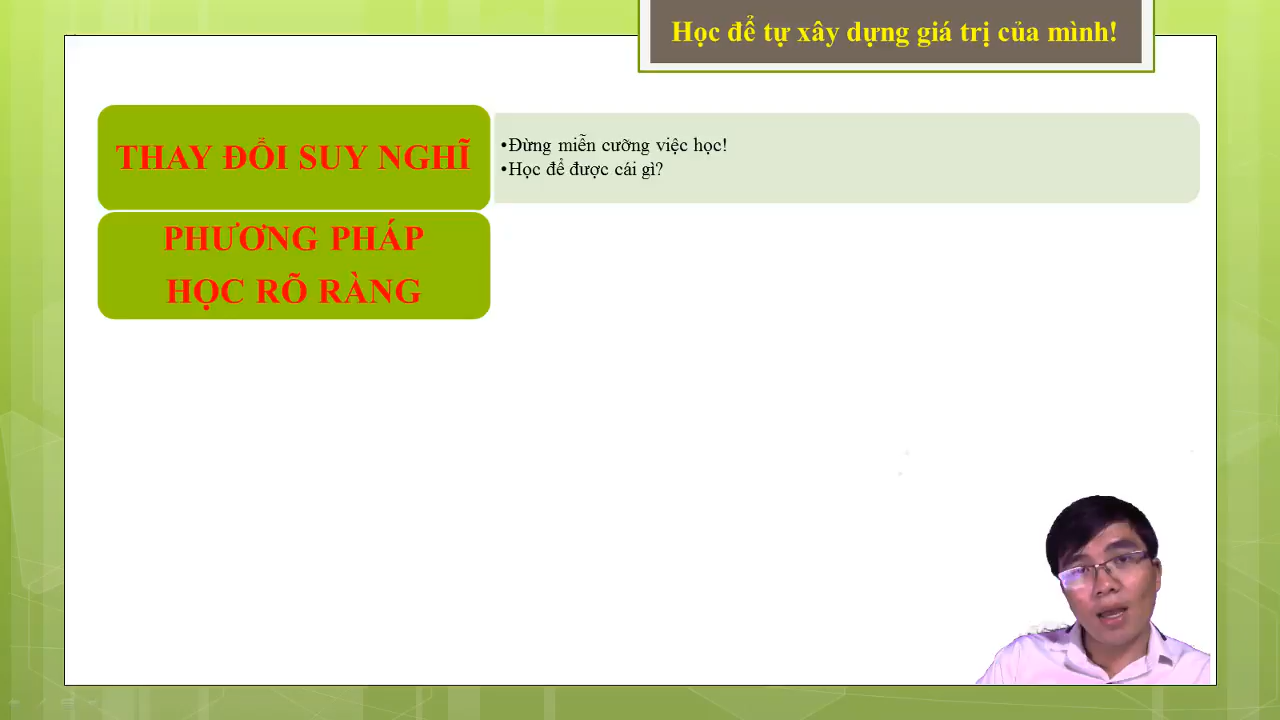 Học để tự xây dựng giá trị của mình!
THAY ĐỔI SUY NGHĨ
•Đừng miễn cưỡng việc học!
•Học để được cái gì?
PHƯƠNG PHÁP
HỌC RÕ RÀNG